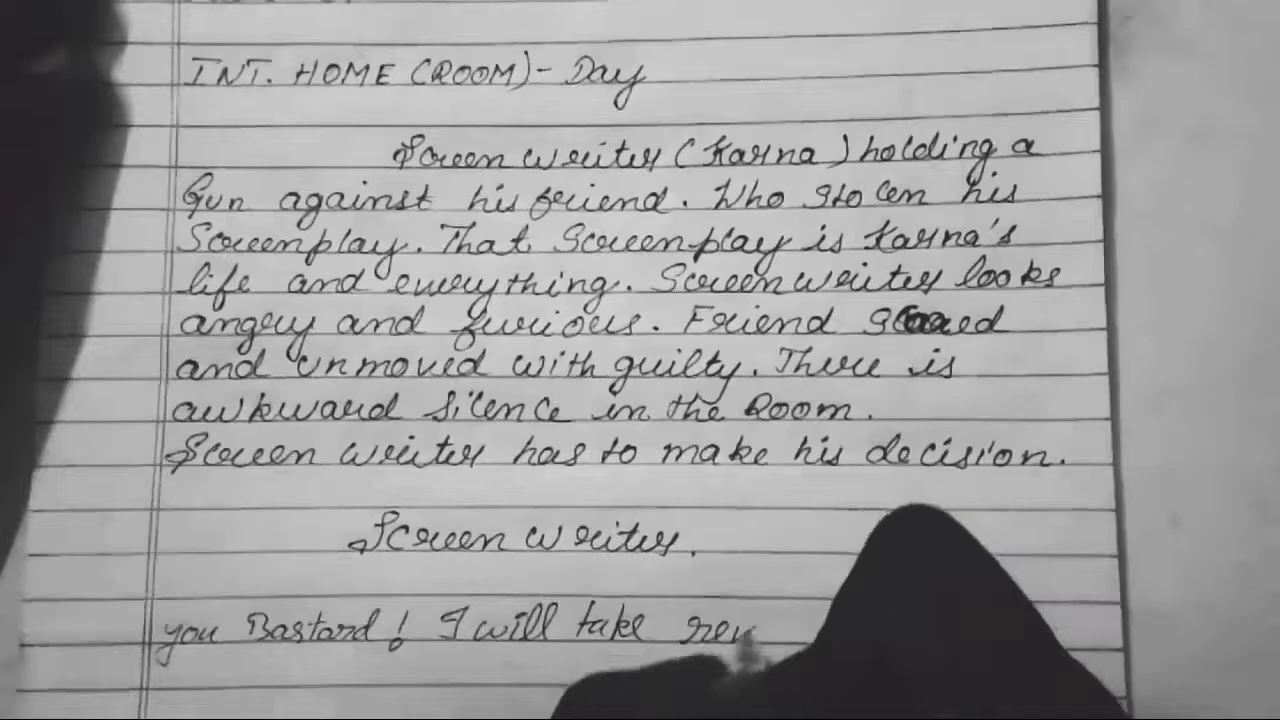 INT. HOME (ROOM) - Day
Screen writer (Karna) holding a
Gun against his friend. Who stolen his
Screenplay. That Screenplay is Karna's
life and everything. Screen writer looks
angry and furious. Friend
and unmoved with guilty. There is
awkward silence in the Room.
Screen writer has to make his decision.
Screen writer.
you Bastard! I will take rev